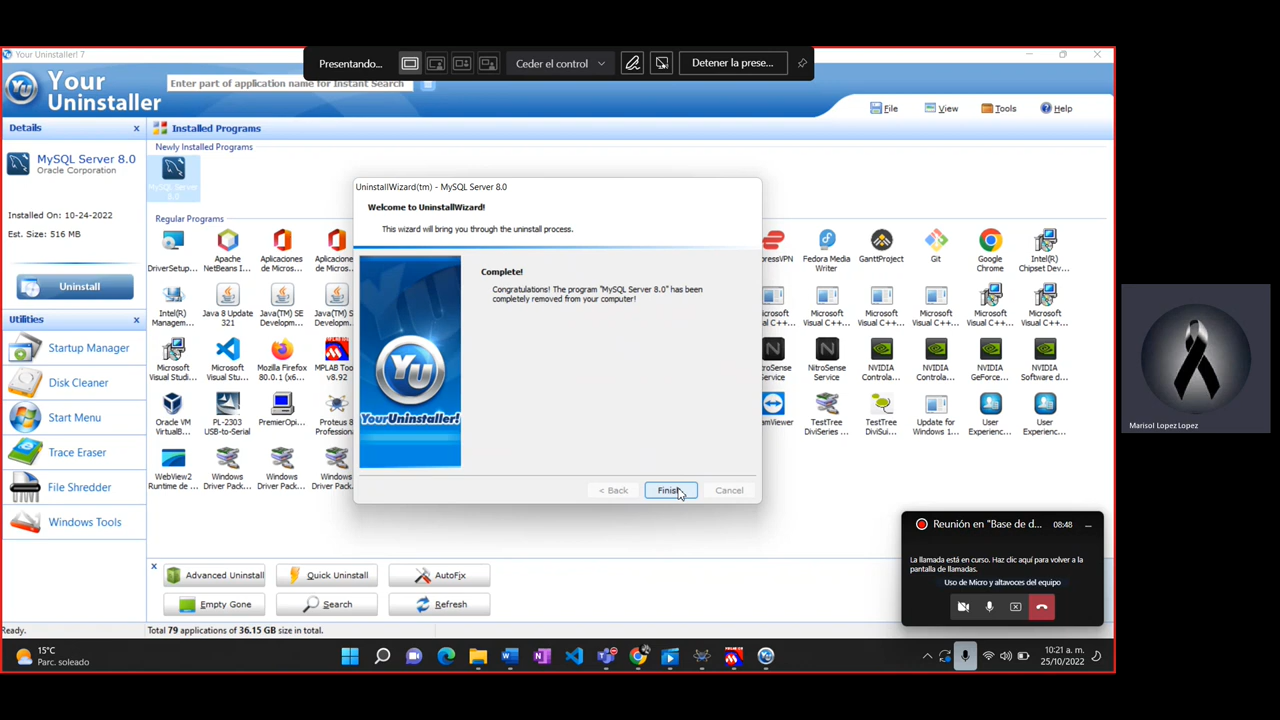 Your Uninstaller! 7
Presentando...
Ceder el control
Detener la prese...
Your
Uninstaller
Enter part of application name for Instant Search
File
View
Tools
Help
Details
x
Installed Programs
MySQL Server 8.0
Oracle Corporation
Installed On: 10-24-2022
Est. Size: 516 MB
Uninstall
Utilities
x
Startup Manager
Disk Cleaner
Start Menu
Trace Eraser
File Shredder
Windows Tools
Newly Installed Programs
MySQL Server
8.0
Regular Programs
DriverSetup...
Apache
NetBeans I...
Aplicaciones
de Micros...
Aplicacione
de Micros..
ressVPN
Fedora Media
Writer
GanttProject
Git
Google
Chrome
Intel(R)
Chipset Dev...
Intel(R)
Managem...
Java 8 Update
321
Java(TM) SE
Developm...
Java(TM) SE
Developm..
Microsoft
Visual C++...
Microsoft
Visual C++...
Microsoft
Visual C++...
Microsoft
Visual C++...
Microsoft
Visual C++...
Microsoft
Visual Studi...
Microsoft
Visual Stu...
Mozilla Firefox
80.0.1 (x6...
MPLAB Too
v8.92
NitroSense
Service
NVIDIA
Controla...
NVIDIA
Controla...
NVIDIA
GeForce...
NVIDIA
Software d...
Oracle VM
VirtualB...
PL-2303
USB-to-Serial
PremierOpi...
Proteus 8
Professiona
amViewer
TestTree
DiviSeries ...
TestTree
DiviSui...
Update for
Windows 1...
User
Experienc...
User
Experienc...
WebView2
Runtime de ...
Windows
Driver Pack...
Windows
Driver Pack...
Windows
Driver Pack..
UninstallWizard(tm) - MySQL Server 8.0
Welcome to UninstallWizard!
This wizard will bring you through the uninstall process.
Complete!
Congratulations! The program "MySQL Server 8.0" has been
completely removed from your computer!
YU
YourUninstaller!
< Back
Finish
Cancel
x
Advanced Uninstall
Quick Uninstall
AutoFix
Empty Gone
Search
Refresh
Ready.
Total 79 applications of 36.15 GB size in total.
Marisol Lopez Lopez
Reunión en "Base de d...
08:48
La llamada está en curso. Haz clic aquí para volver a la
pantalla de llamadas.
Uso de Micro y altavoces del equipo
15°C
Parc. soleado
10:21 a. m.
25/10/2022